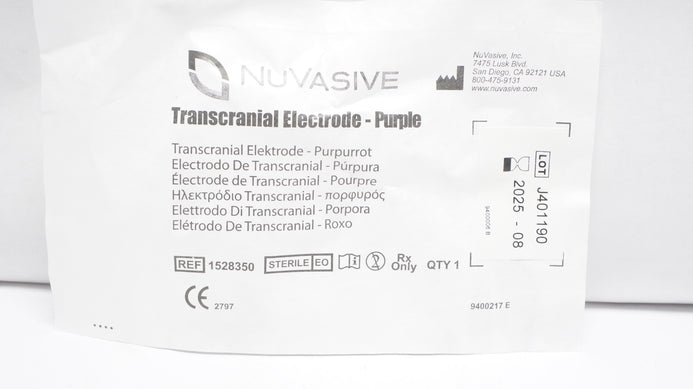 NUVASIVE
NuVasive, Inc.
7475 Lusk Blvd.
San Diego, CA 92121 USA
800-475-9131
www.nuvasive.com
Transcranial Electrode - Purple
Transcranial Elektrode - Purpurrot
Electrodo De Transcranial - Púrpura
Électrode de Transcranial - Pourpre
Ηλεκτρόδιο Transcranial - πορφυρός
Elettrodo Di Transcranial - Porpora
Elétrodo De Transcranial - Roxo
LOT J401190
2025 - 08
9400006 B
REF 1528350 STERILE EO Rx Only QTY 1
CE 2797
9400217 E